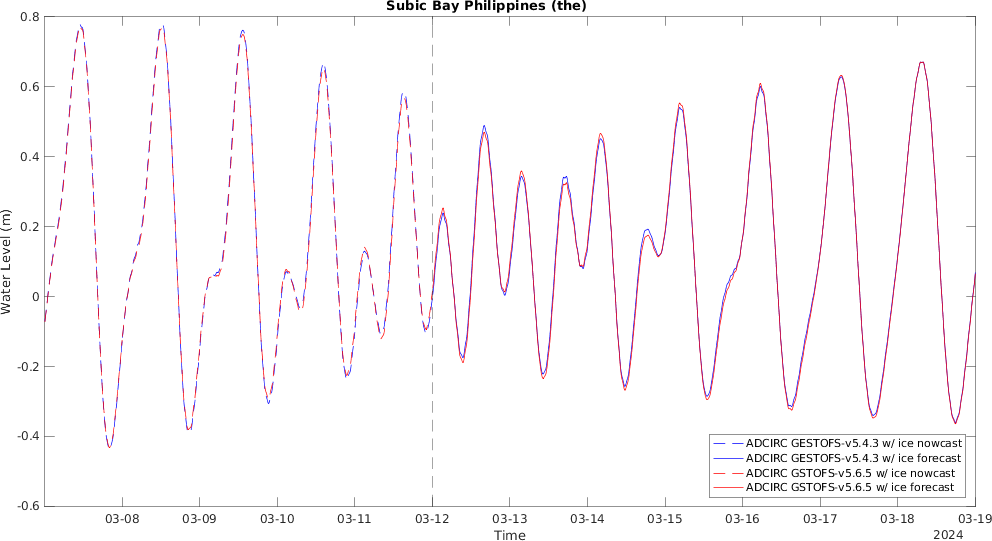 Subic Bay Philippines (the)
0.8
0.6
0.4
0.2
0
-0.2
-0.4
-0.6
Water Level (m)
ADCIRC GESTOFS-v5.4.3 w/ ice nowcast
ADCIRC GESTOFS-v5.4.3 w/ ice forecast
ADCIRC GSTOFS-v5.6.5 w/ ice nowcast
ADCIRC GSTOFS-v5.6.5 w/ ice forecast
03-08 03-09 03-10 03-11 03-12 03-13 03-14 03-15 03-16 03-17 03-18 03-19
Time
2024